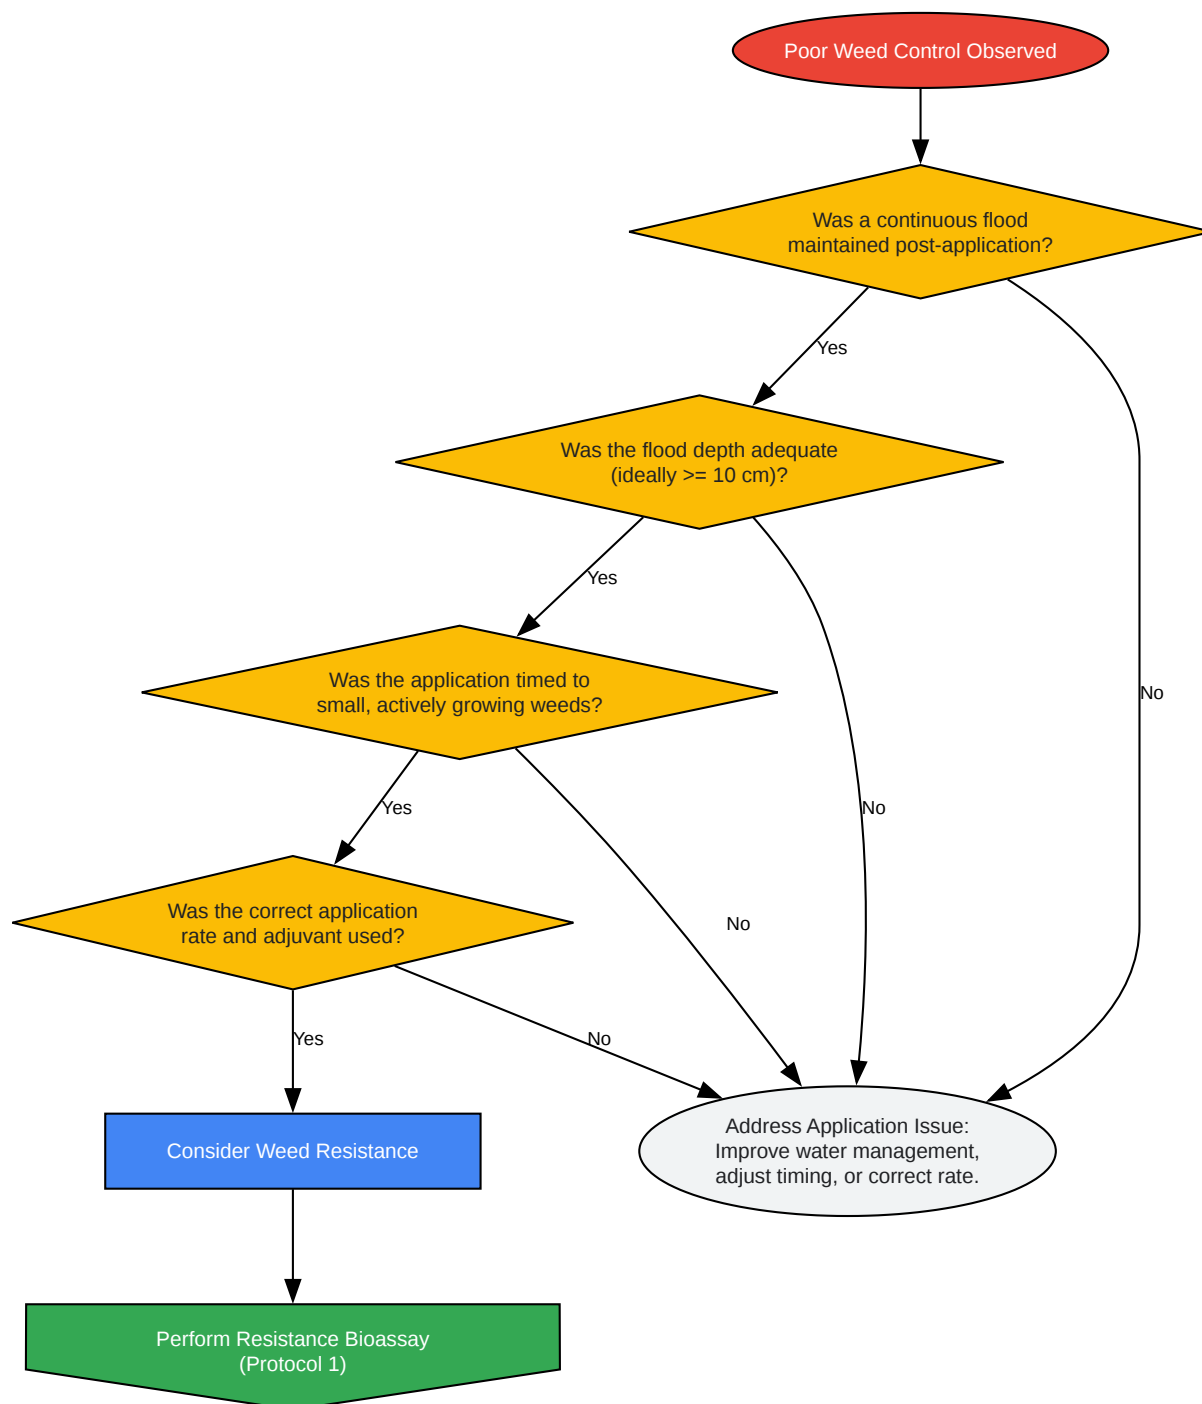 Poor Weed Control Observed
Was a continuous flood
maintained post-application?
Yes
Was the flood depth adequate
(ideally >= 10 cm)?
Yes
Was the application timed to
small, actively growing weeds?
No
Yes
No
Was the correct application
rate and adjuvant used?
No
Yes
No
Consider Weed Resistance
Address Application Issue:
Improve water management,
adjust timing, or correct rate.
Perform Resistance Bioassay
(Protocol 1)